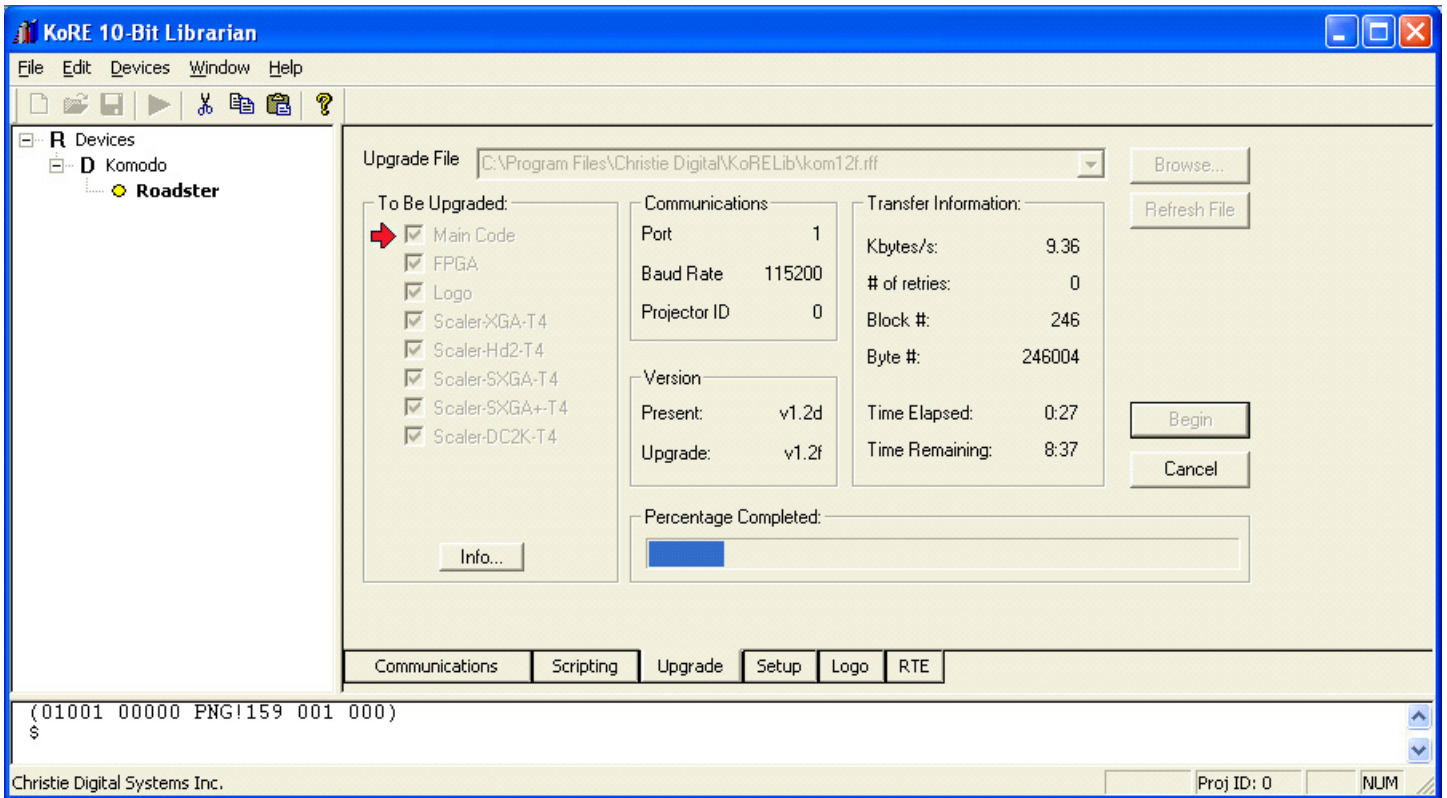 KoRE 10-Bit Librarian
File Edit Devices Window Help
R Devices
D Komodo
Roadster
Upgrade File C:\Program Files\Christie Digital\KoRELib\kom12f.rff Browse...
Refresh File
To Be Upgraded:
Main Code
FPGA
Logo
Scaler-XGA-T4
Scaler-Hd2-T4
Scaler-SXGA-T4
Scaler-SXGA+-T4
Scaler-DC2K-T4
Info...
Communications
Port 1
Baud Rate 115200
Projector ID 0
Version
Present: v1.2d
Upgrade: v1.2f
Transfer Information:
Kbytes/s: 9.36
# of retries: 0
Block #: 246
Byte #: 246004
Time Elapsed: 0:27
Time Remaining: 8:37
Begin
Cancel
Percentage Completed:
Communications Scripting Upgrade Setup Logo RTE
(01001 00000 PNG!159 001 000)
$
Christie Digital Systems Inc. Proj ID: 0 NUM